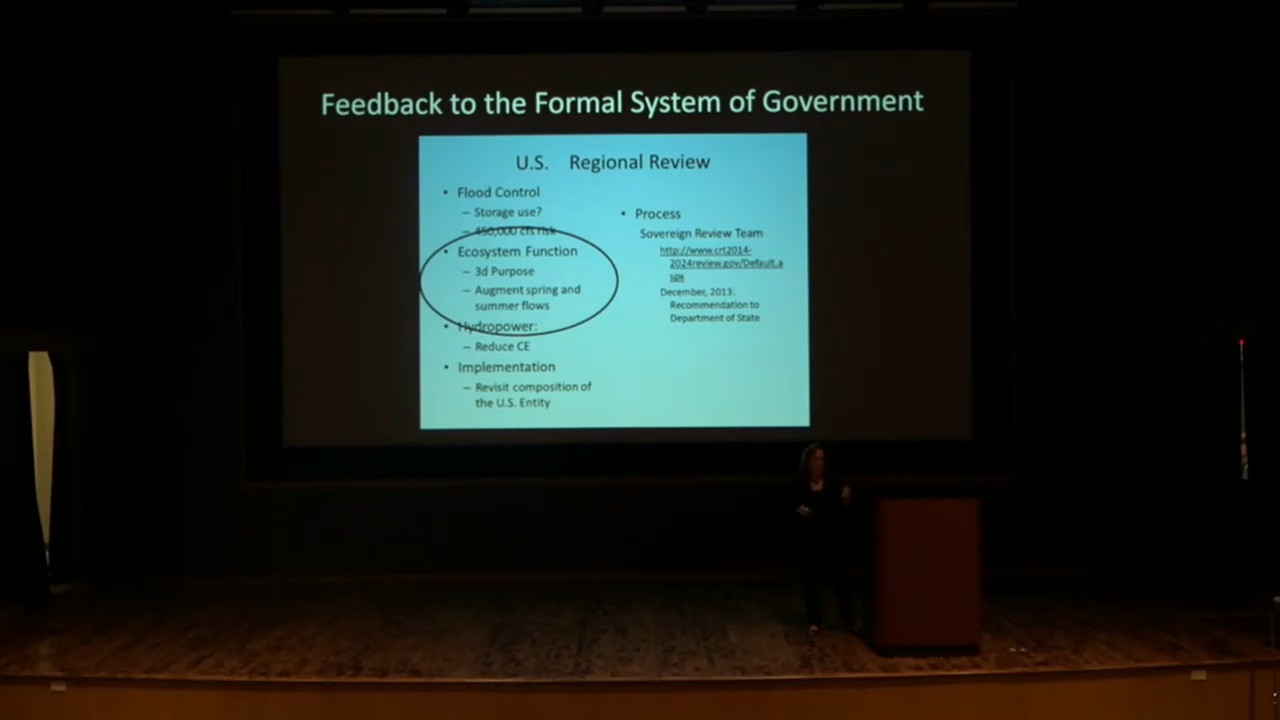 Feedback to the Formal System of Government
U.S. Regional Review
• Flood Control
– Storage use?
– 450,000 cfs risk
• Ecosystem Function
– 3d Purpose
– Augment spring and
summer flows
• Hydropower:
– Reduce CE
• Implementation
– Revisit composition of
the U.S. Entity
• Process
Sovereign Review Team
http://www.crt2014-
2024review.gov/Default.a
spx
December, 2013:
Recommendation to
Department of State